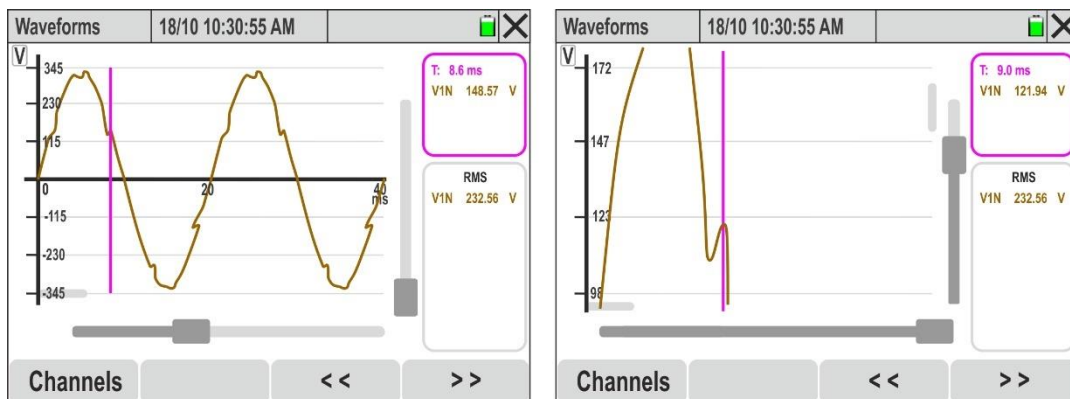 Waveforms 18/10 10:30:55 AM
V
345
230
115
0 20 40
ms
-115
-230
-345
T: 8.6 ms
V1N 148.57 V
RMS
V1N 232.56 V
Channels << >>
Waveforms 18/10 10:30:55 AM
V
172
147
123
98
T: 9.0 ms
V1N 121.94 V
RMS
V1N 232.56 V
Channels << >>